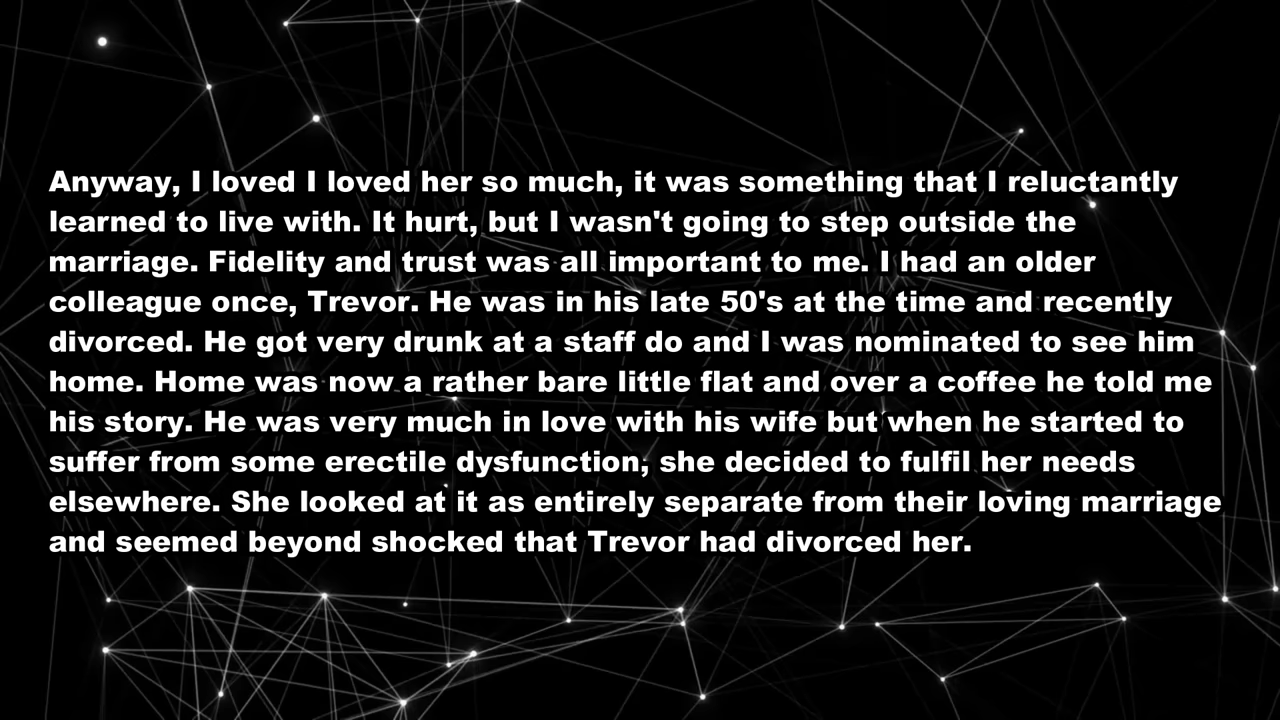 Anyway, I loved I loved her so much, it was something that I reluctantly
learned to live with. It hurt, but I wasn't going to step outside the
marriage. Fidelity and trust was all important to me. I had an older
colleague once, Trevor. He was in his late 50's at the time and recently
divorced. He got very drunk at a staff do and I was nominated to see him
home. Home was now a rather bare little flat and over a coffee he told me
his story. He was very much in love with his wife but when he started to
suffer from some erectile dysfunction, she decided to fulfil her needs
elsewhere. She looked at it as entirely separate from their loving marriage
and seemed beyond shocked that Trevor had divorced her.